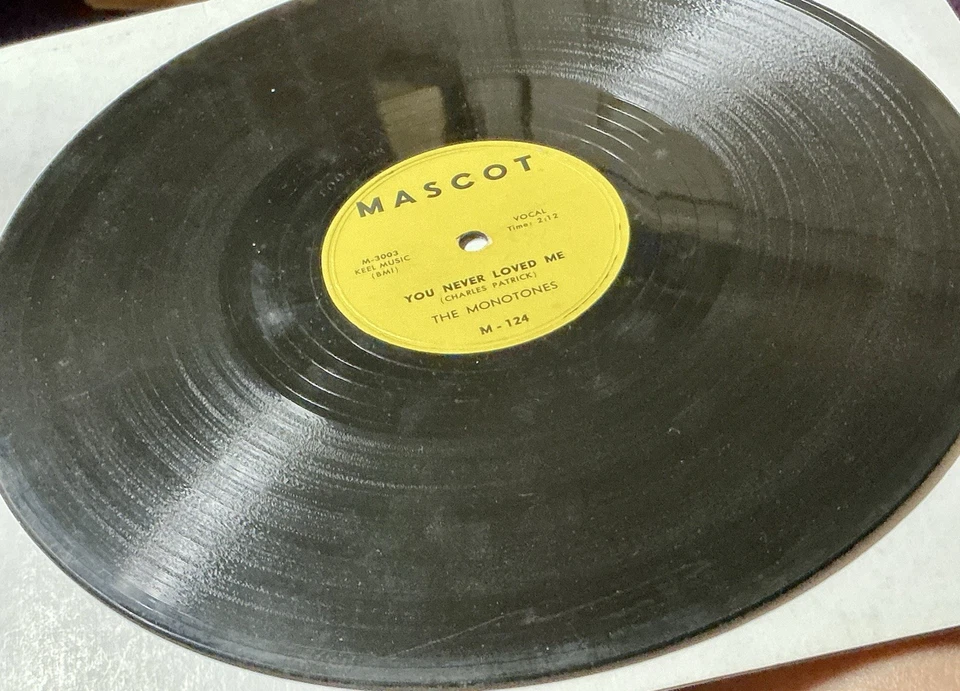 MASCOT
VOCAL
Time: 2:12
M-3003
KEEL MUSIC
(BMI)
YOU NEVER LOVED ME
(CHARLES PATRICK)
THE MONOTONES
M-124